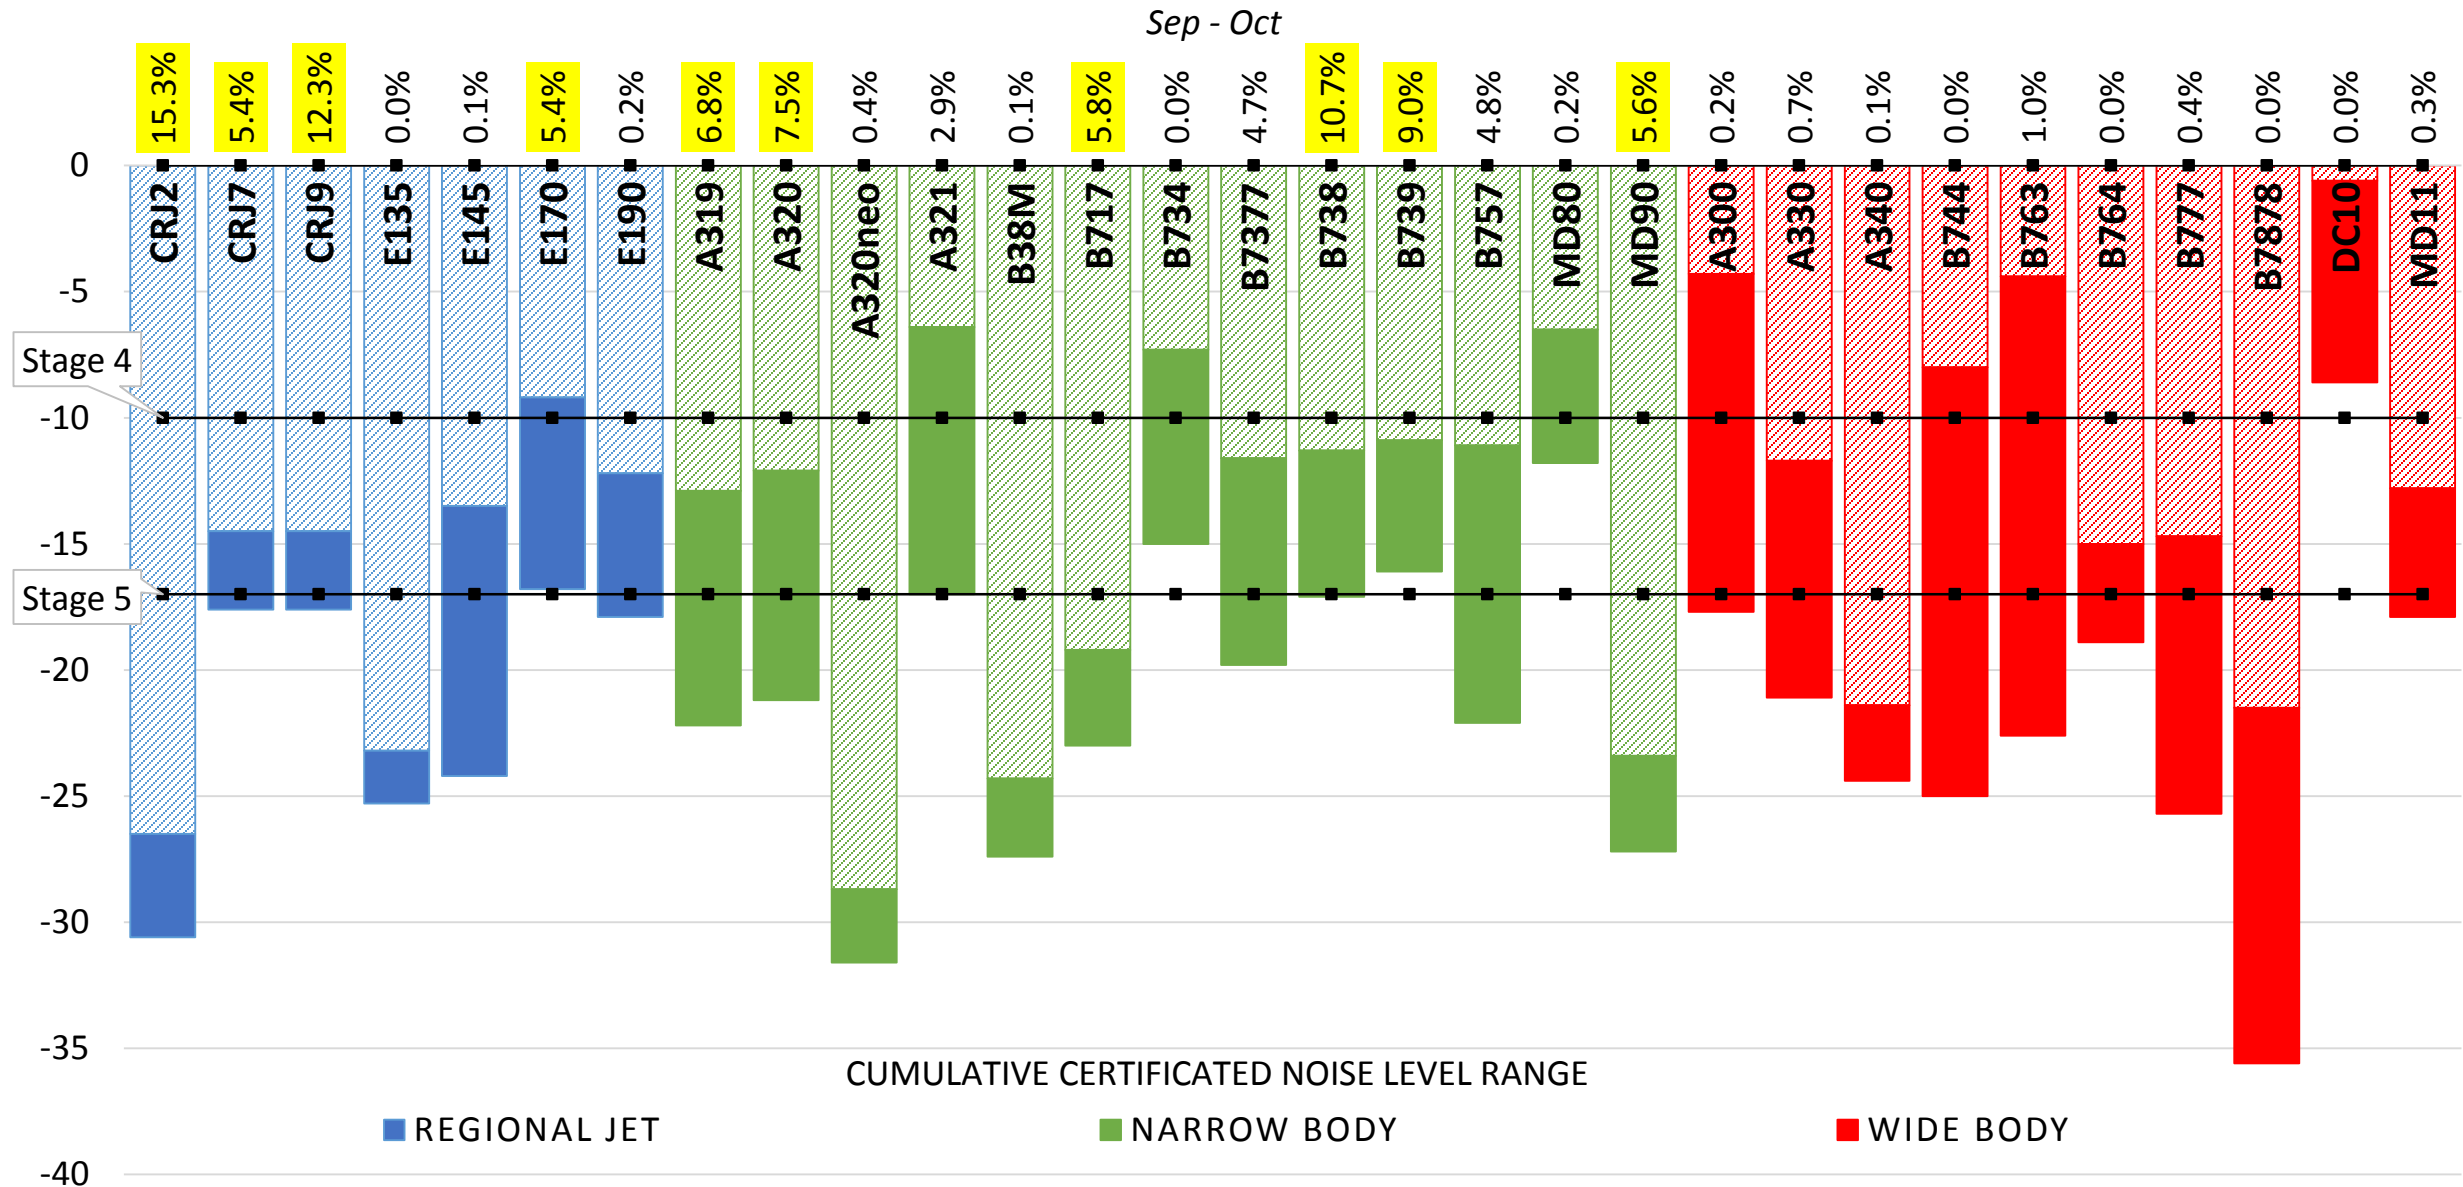 Sep - Oct
15.3%
5.4%
12.3%
0.0%
0.1%
5.4%
0.2%
6.8%
7.5%
0.4%
2.9%
0.1%
5.8%
0.0%
4.7%
10.7%
9.0%
4.8%
0.2%
5.6%
0.2%
0.7%
0.1%
0.0%
1.0%
0.0%
0.4%
0.0%
0.0%
0.3%
0
CRJ2
CRJ7
CRJ9
E135
E145
E170
E190
A319
A320
A320neo
A321
B38M
B717
B734
B7377
B738
B739
B757
MD80
MD90
A300
A330
A340
B744
B763
B764
B777
B7878
DC10
MD11
-5
Stage 4
-10
-15
Stage 5
-20
-25
-30
-35
CUMULATIVE CERTIFICATED NOISE LEVEL RANGE
REGIONAL JET
NARROW BODY
WIDE BODY
-40